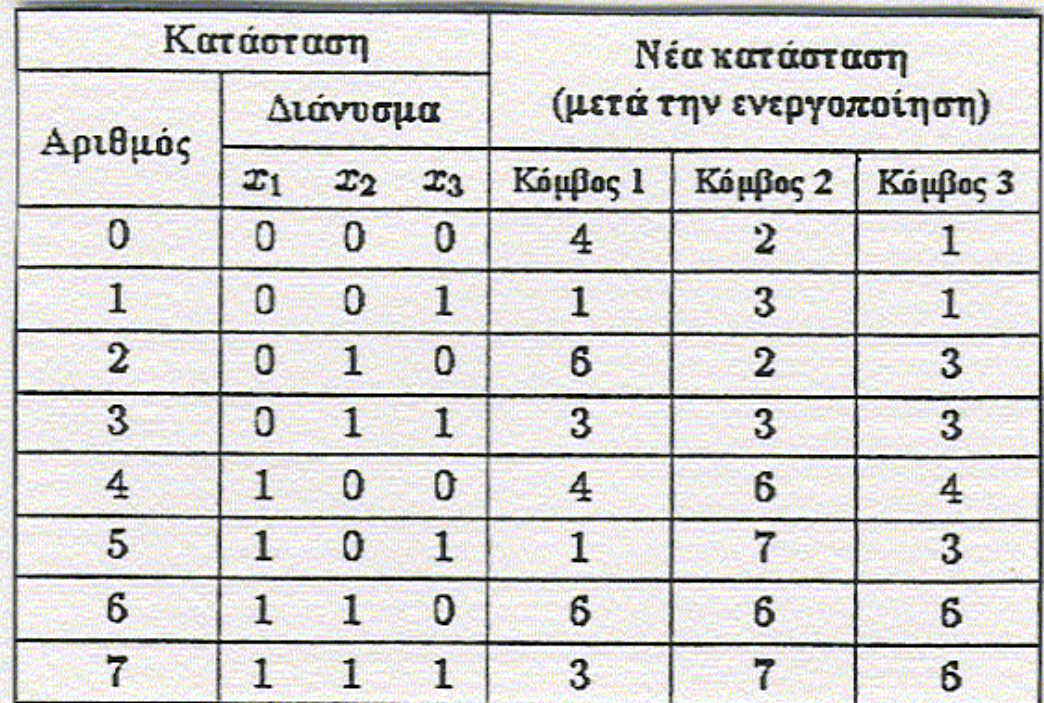 Κατάσταση
Νέα κατάσταση
(μετά την ενεργοποίηση)
Αριθμός
Διάνυσμα
x₁ x₂ x₃ Κόμβος 1 Κόμβος 2 Κόμβος 3
0 0 0 0 4 2 1
1 0 0 1 1 3 1
2 0 1 0 6 2 3
3 0 1 1 3 3 3
4 1 0 0 4 6 4
5 1 0 1 1 7 3
6 1 1 0 6 6 6
7 1 1 1 3 7 6